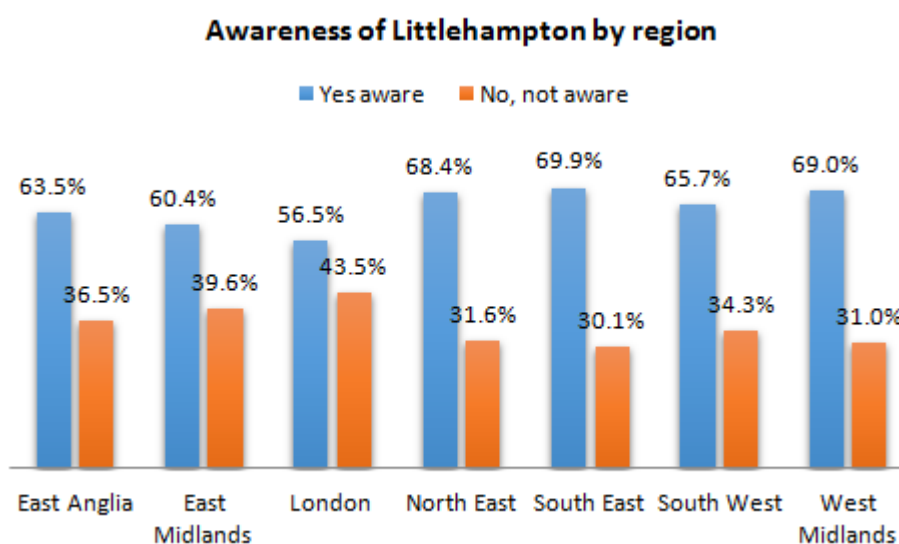 Awareness of Littlehampton by region
Yes aware No, not aware
63.5% 60.4% 56.5% 68.4% 69.9% 65.7% 69.0%
36.5% 39.6% 43.5% 31.6% 30.1% 34.3% 31.0%
East Anglia East London North East South East South West West
Midlands Midlands